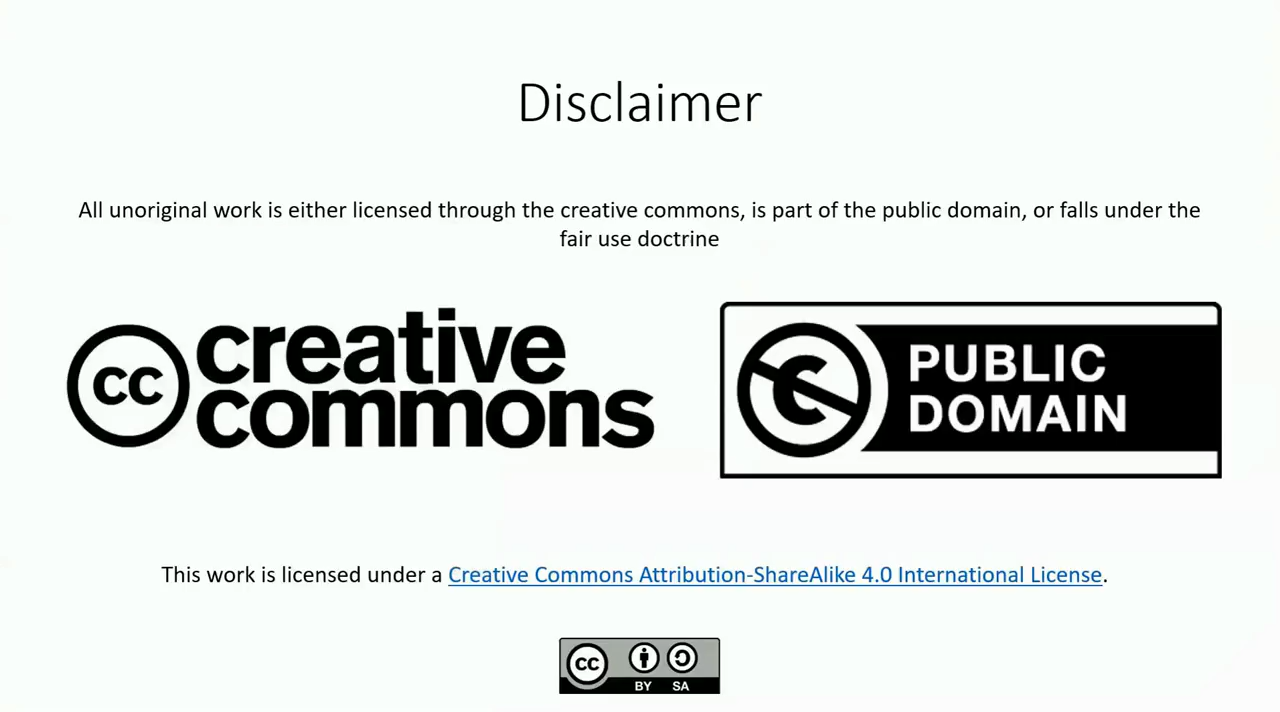 Disclaimer
All unoriginal work is either licensed through the creative commons, is part of the public domain, or falls under the
fair use doctrine
cc creative
commons
C PUBLIC
DOMAIN
This work is licensed under a Creative Commons Attribution-ShareAlike 4.0 International License.
cc
BY SA